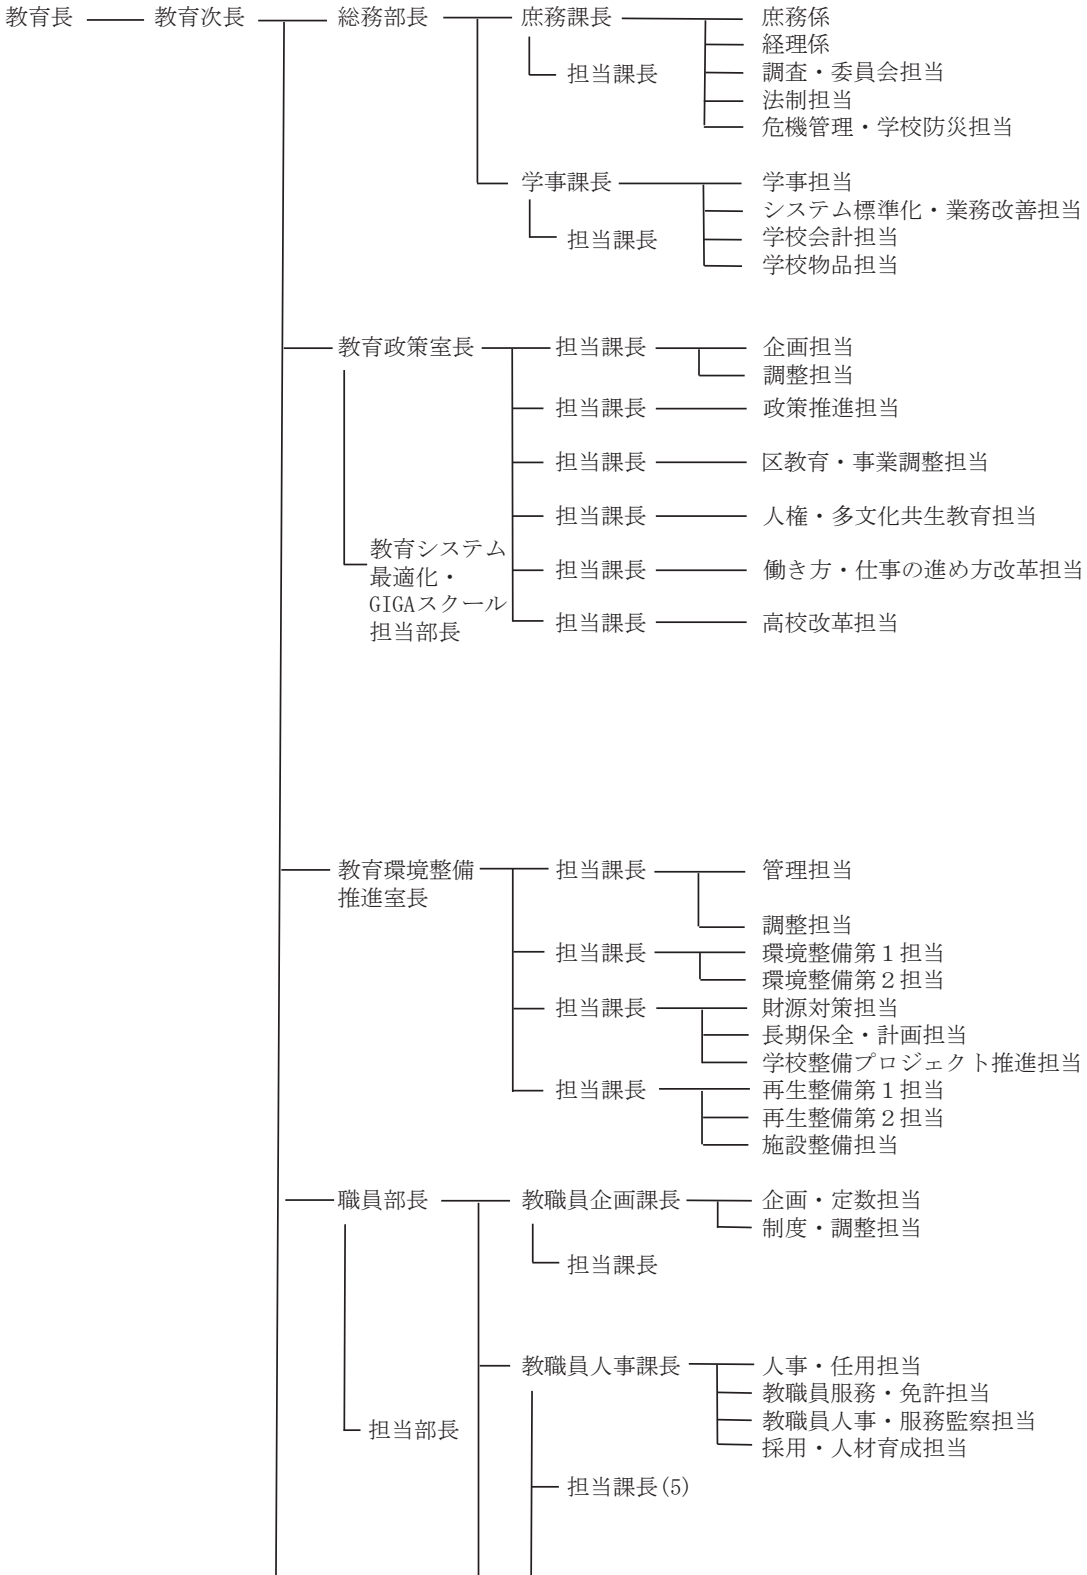 教育長 教育次長 総務部長 庶務課長 庶務係
経理係
担当課長 調査・委員会担当
法制担当
危機管理・学校防災担当
学事課長 学事担当
システム標準化・業務改善担当
担当課長 学校会計担当
学校物品担当
教育政策室長 担当課長 企画担当
調整担当
担当課長 政策推進担当
担当課長 区教育・事業調整担当
担当課長 人権・多文化共生教育担当
教育システム
最適化・
GIGAスクール
担当部長
担当課長 働き方・仕事の進め方改革担当
担当課長 高校改革担当
教育環境整備
推進室長
担当課長 管理担当
調整担当
担当課長 環境整備第1担当
環境整備第2担当
担当課長 財源対策担当
長期保全・計画担当
学校整備プロジェクト推進担当
担当課長 再生整備第1担当
再生整備第2担当
施設整備担当
職員部長 教職員企画課長 企画・定数担当
制度・調整担当
担当課長
教職員人事課長 人事・任用担当
教職員服務・免許担当
担当部長 教職員人事・服務監察担当
採用・人材育成担当
担当課長(5)